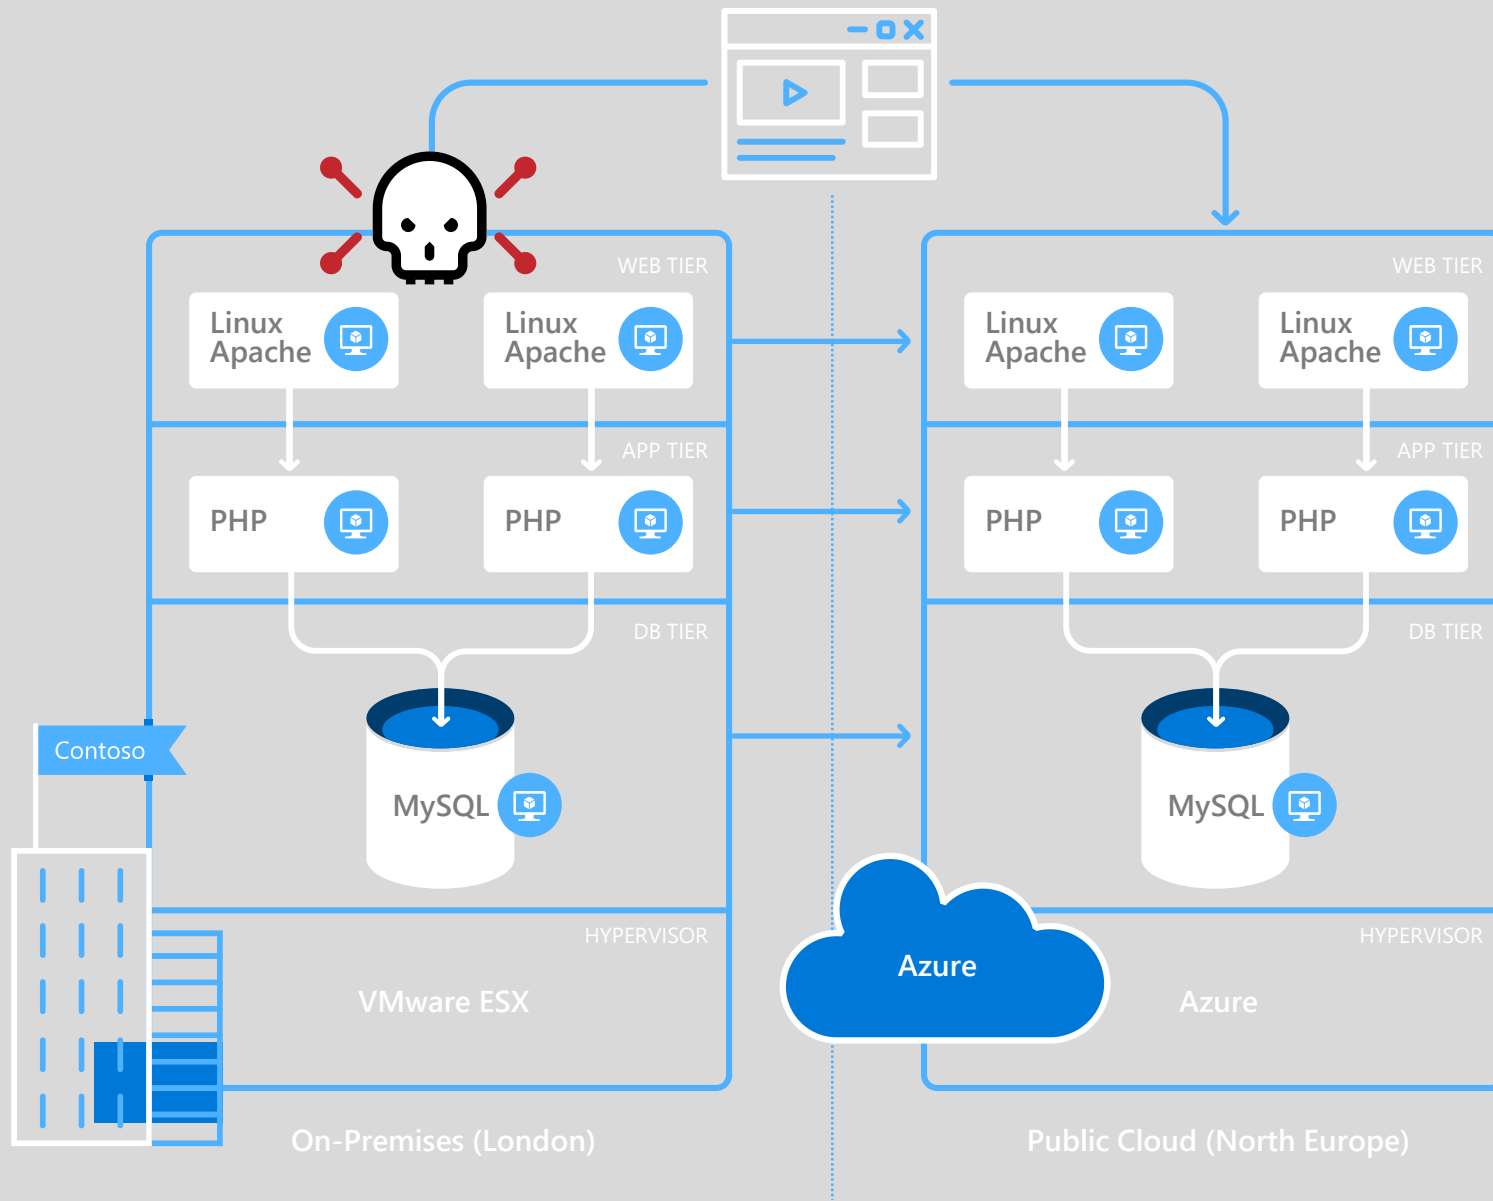 WEB TIER
Linux
Apache
Linux
Apache
APP TIER
PHP
PHP
DB TIER
MySQL
Contoso
HYPERVISOR
VMware ESX
On-Premises (London)
WEB TIER
Linux
Apache
Linux
Apache
APP TIER
PHP
PHP
DB TIER
MySQL
Azure
HYPERVISOR
Azure
Public Cloud (North Europe)